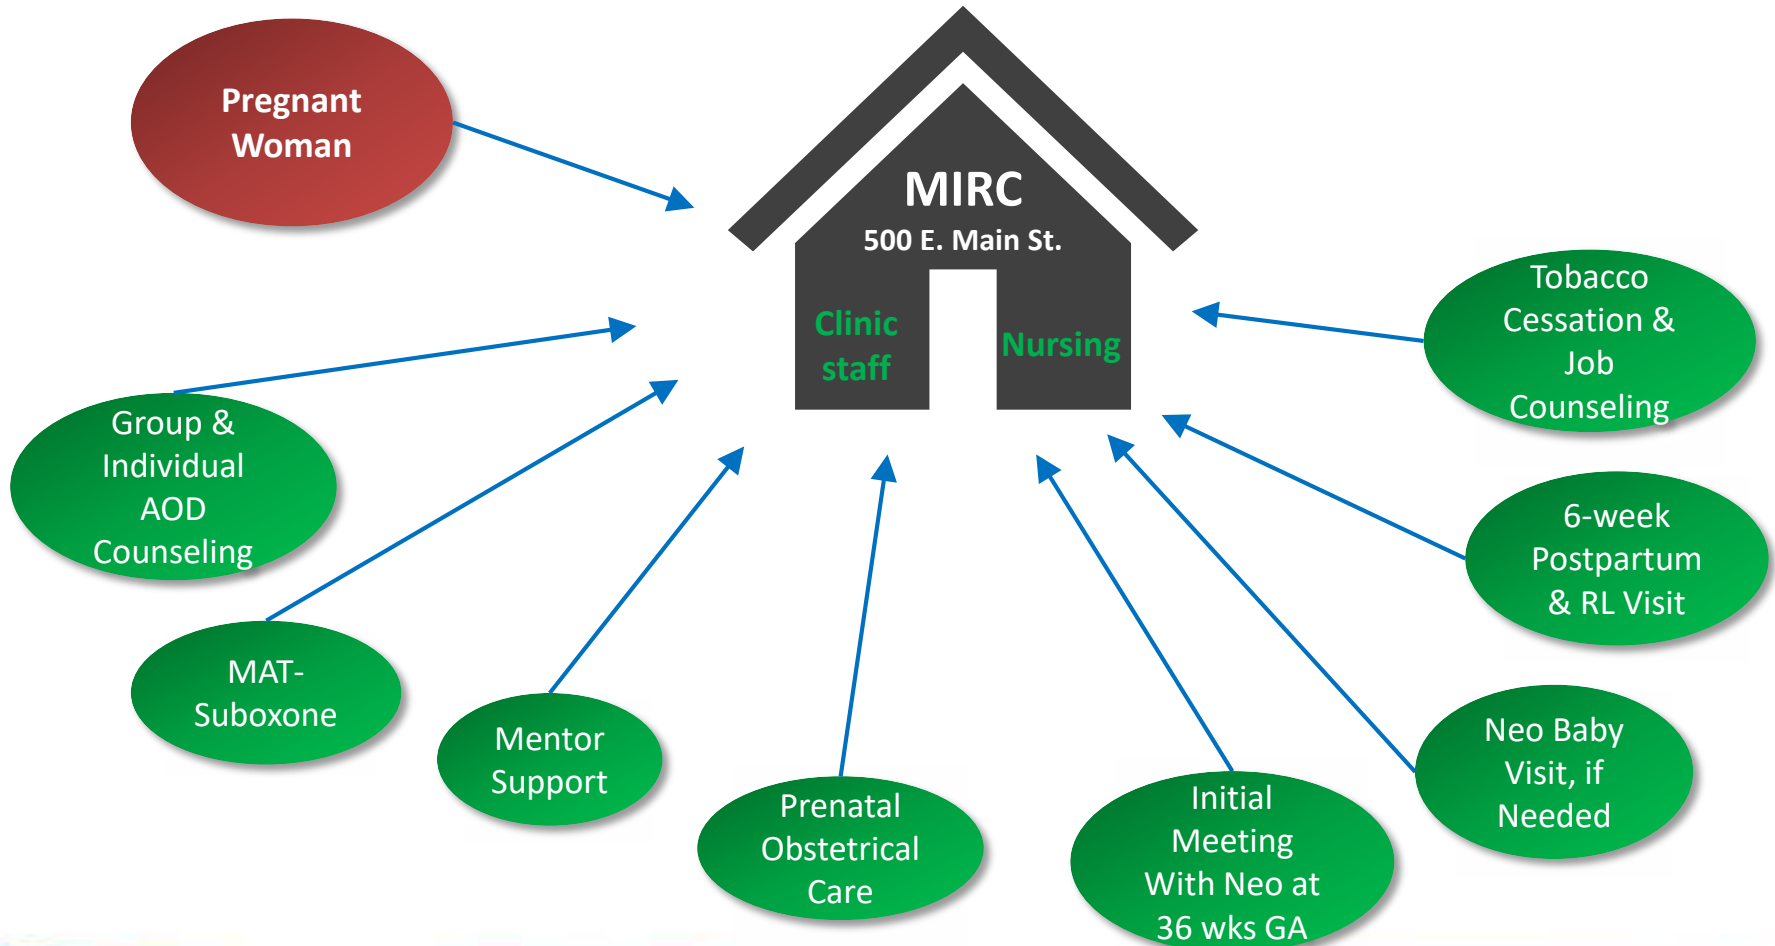 Pregnant
Woman
MIRC
500 E. Main St.
Clinic
staff
Nursing
Group &
Individual
AOD
Counseling
MAT-
Suboxone
Mentor
Support
Prenatal
Obstetrical
Care
Initial
Meeting
With Neo at
36 wks GA
Neo Baby
Visit, if
Needed
6-week
Postpartum
& RL Visit
Tobacco
Cessation &
Job
Counseling